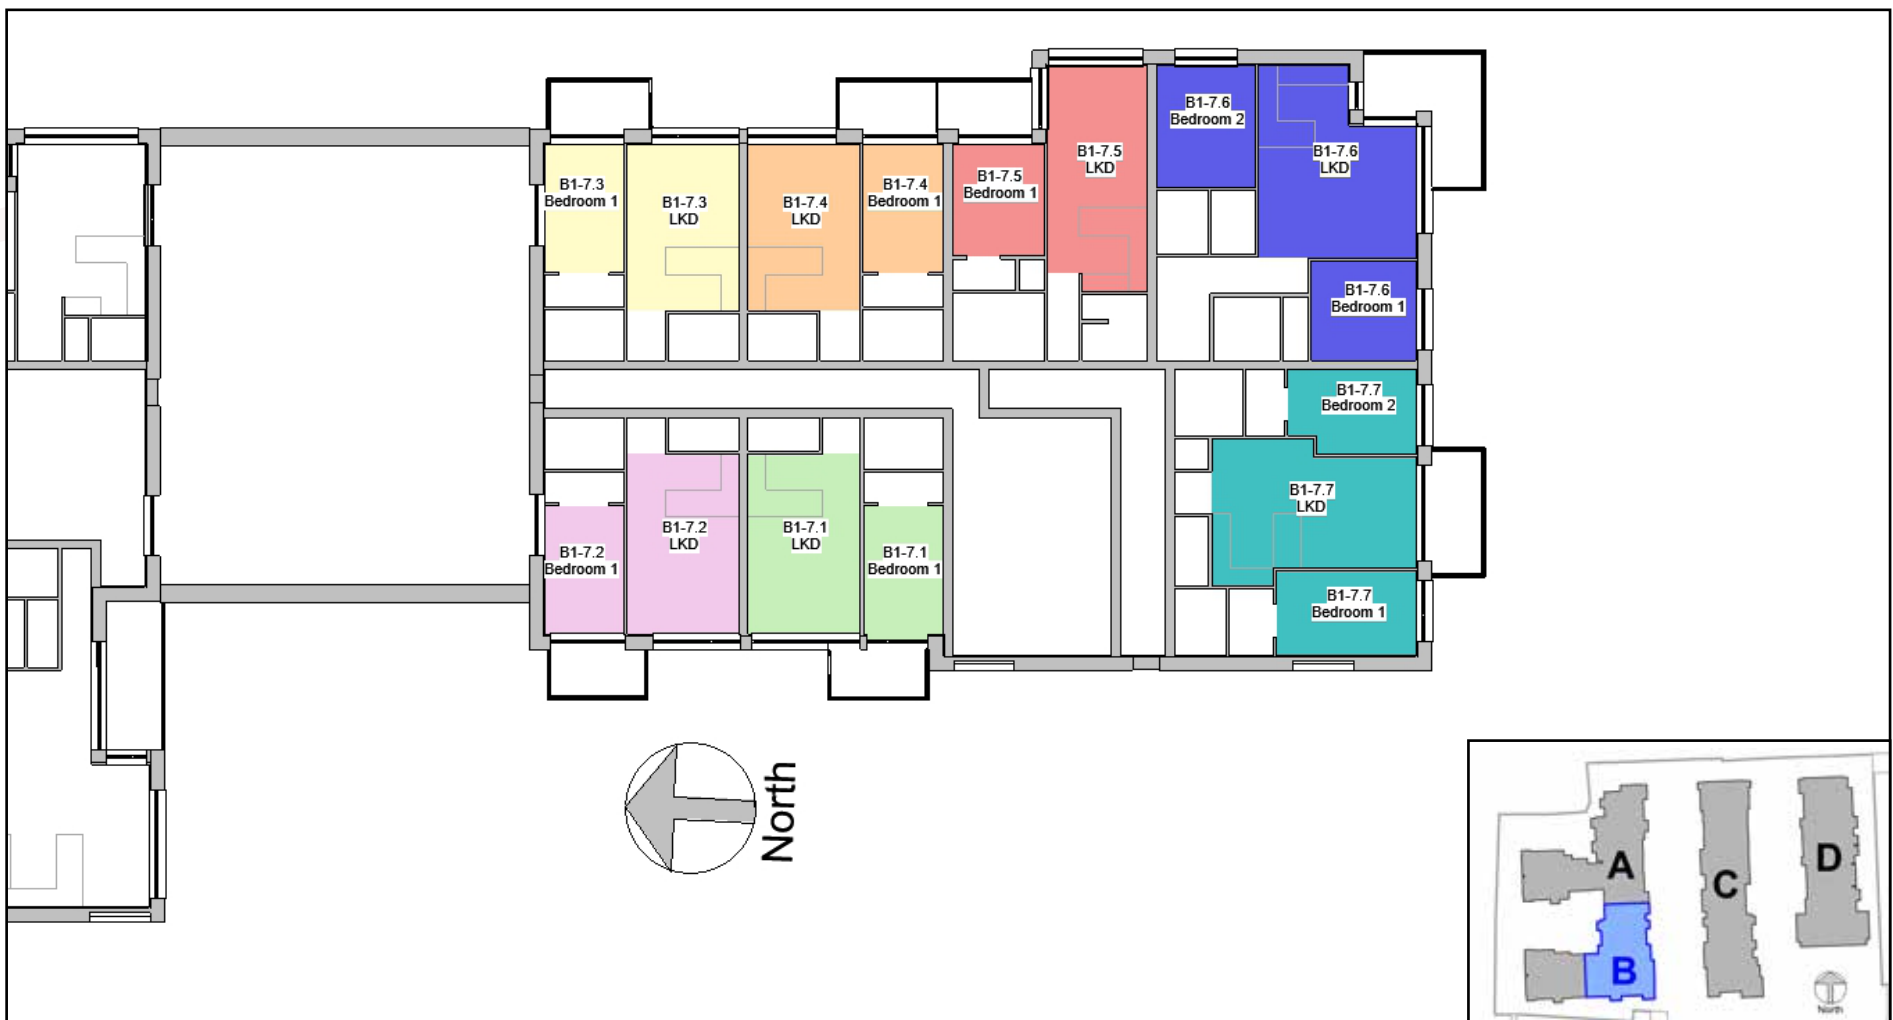 B1-7.6
Bedroom 2
B1-7.5
LKD
B1-7.6
LKD
B1-7.3
Bedroom 1
B1-7.3
LKD
B1-7.4
LKD
B1-7.4
Bedroom 1
B1-7.5
Bedroom 1
B1-7.6
Bedroom 1
B1-7.7
Bedroom 2
B1-7.7
LKD
B1-7.2
Bedroom 1
B1-7.2
LKD
B1-7.1
LKD
B1-7.1
Bedroom 1
B1-7.7
Bedroom 1
North
A
C
D
B
North